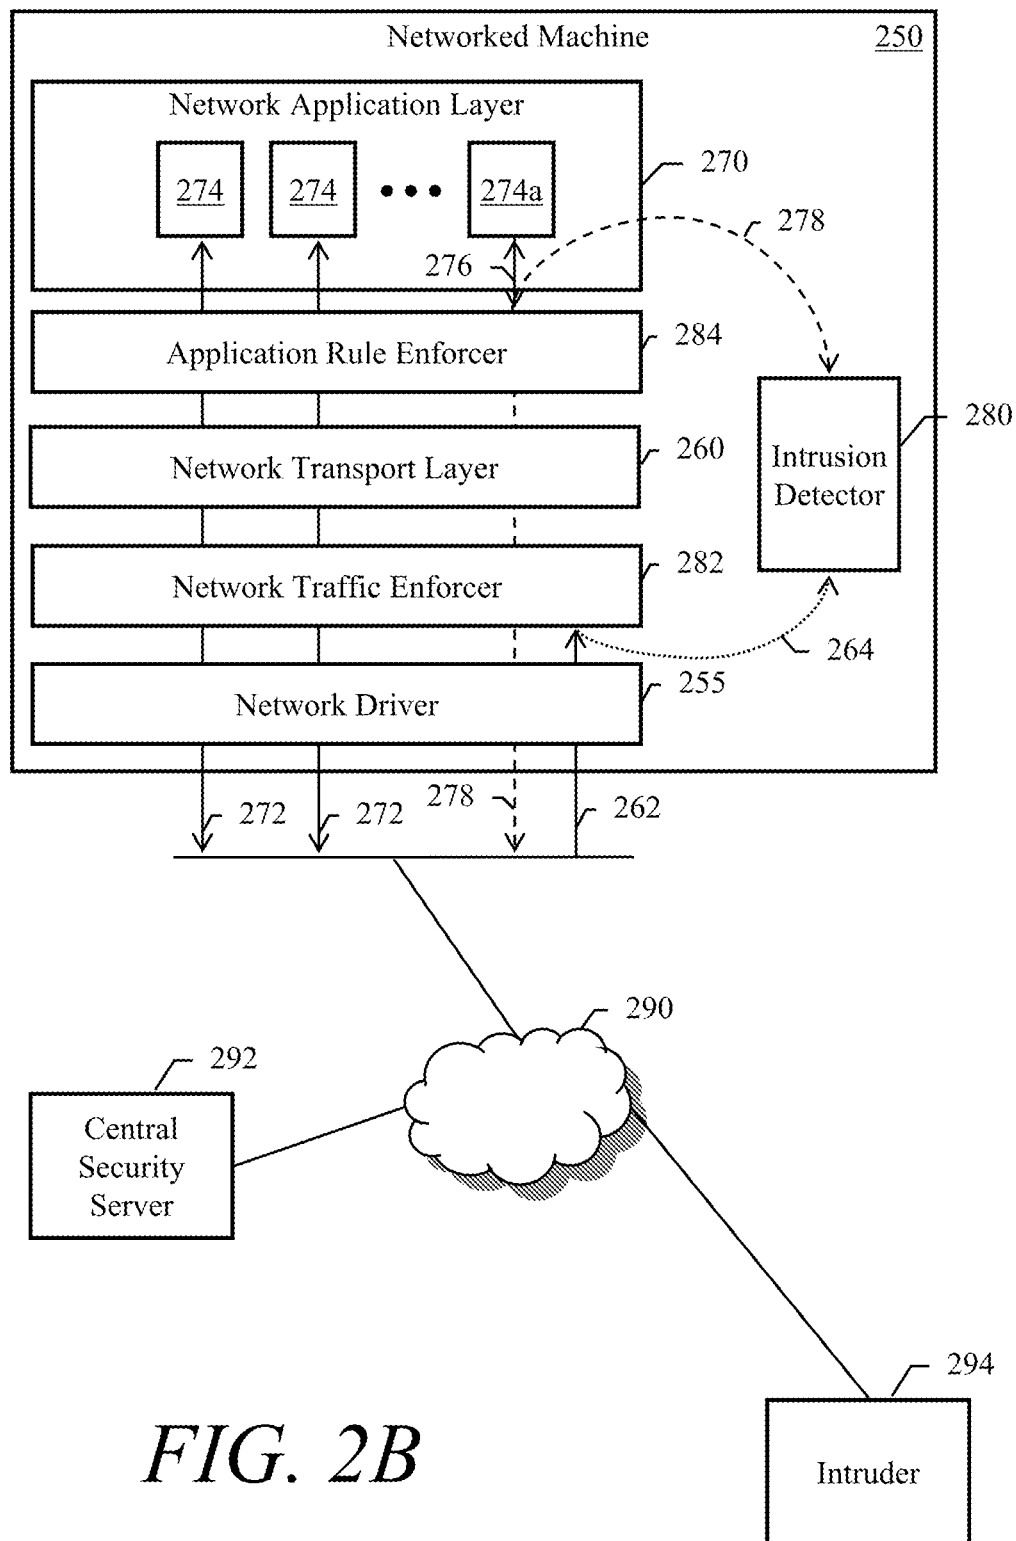 Networked Machine 250
Network Application Layer
274 274 274a
270
278
276
Application Rule Enforcer
284
280
Intrusion
Detector
Network Transport Layer
260
Network Traffic Enforcer
282
264
Network Driver
255
272 272 278 262
290
292
Central
Security
Server
294
Intruder
FIG. 2B